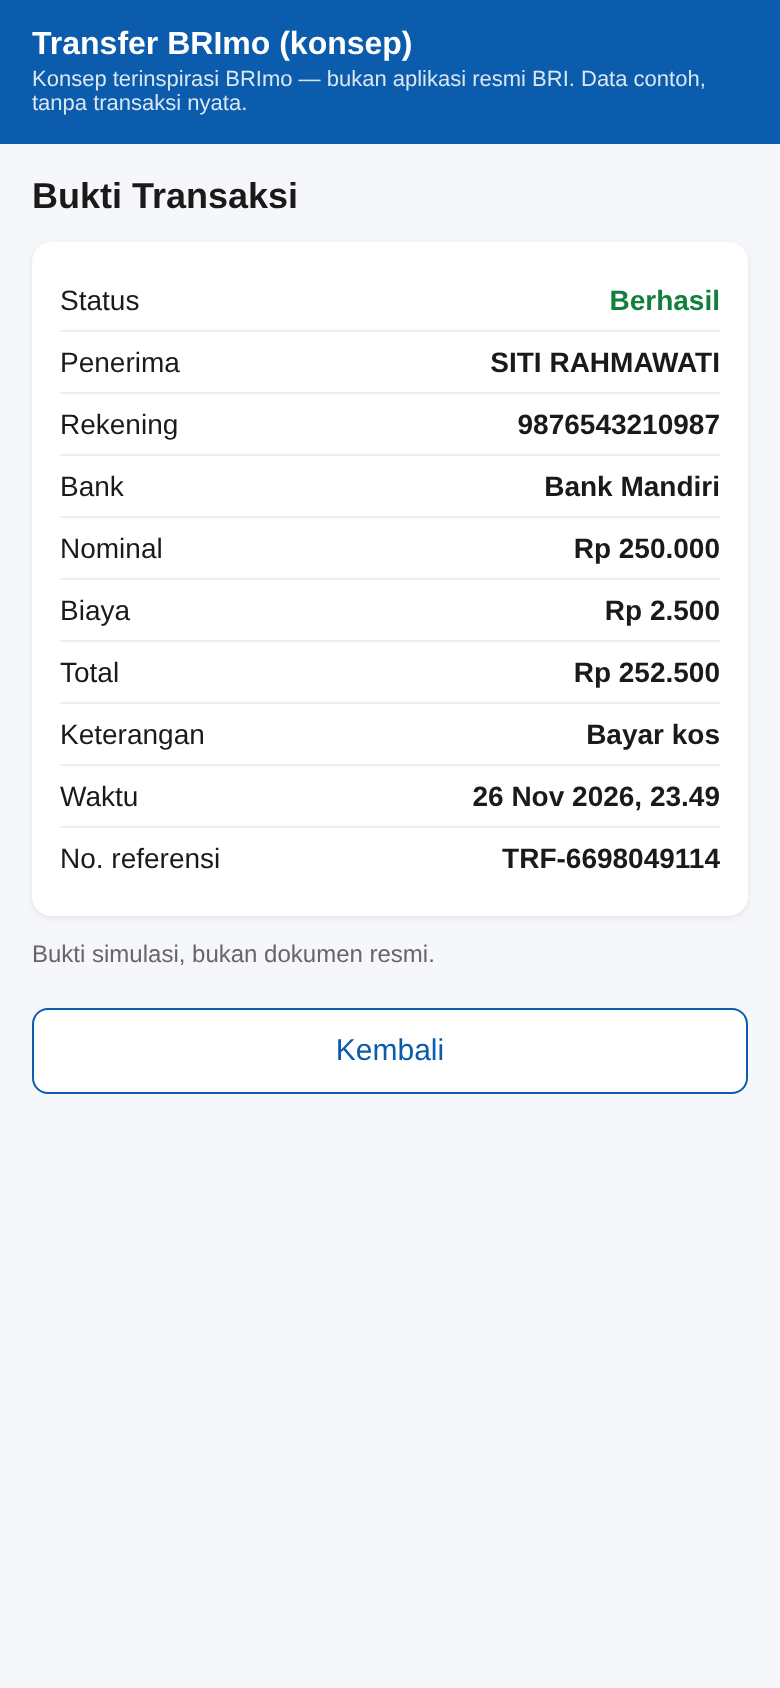 Transfer BRImo (konsep)
Konsep terinspirasi BRImo — bukan aplikasi resmi BRI. Data contoh,
tanpa transaksi nyata.
Bukti Transaksi
Status Berhasil
Penerima SITI RAHMAWATI
Rekening 9876543210987
Bank Bank Mandiri
Nominal Rp 250.000
Biaya Rp 2.500
Total Rp 252.500
Keterangan Bayar kos
Waktu 26 Nov 2026, 23.49
No. referensi TRF-6698049114
Bukti simulasi, bukan dokumen resmi.
Kembali